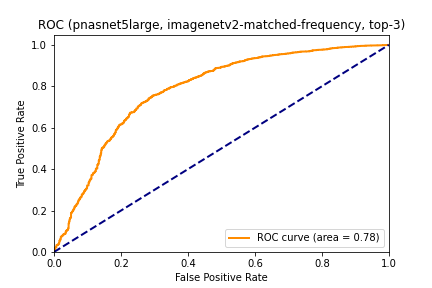 ROC (pnasnet5large, imagenetv2-matched-frequency, top-3)
True Positive Rate
1.0
0.8
0.6
0.4
0.2
0.0
ROC curve (area = 0.78)
0.0 0.2 0.4 0.6 0.8 1.0
False Positive Rate